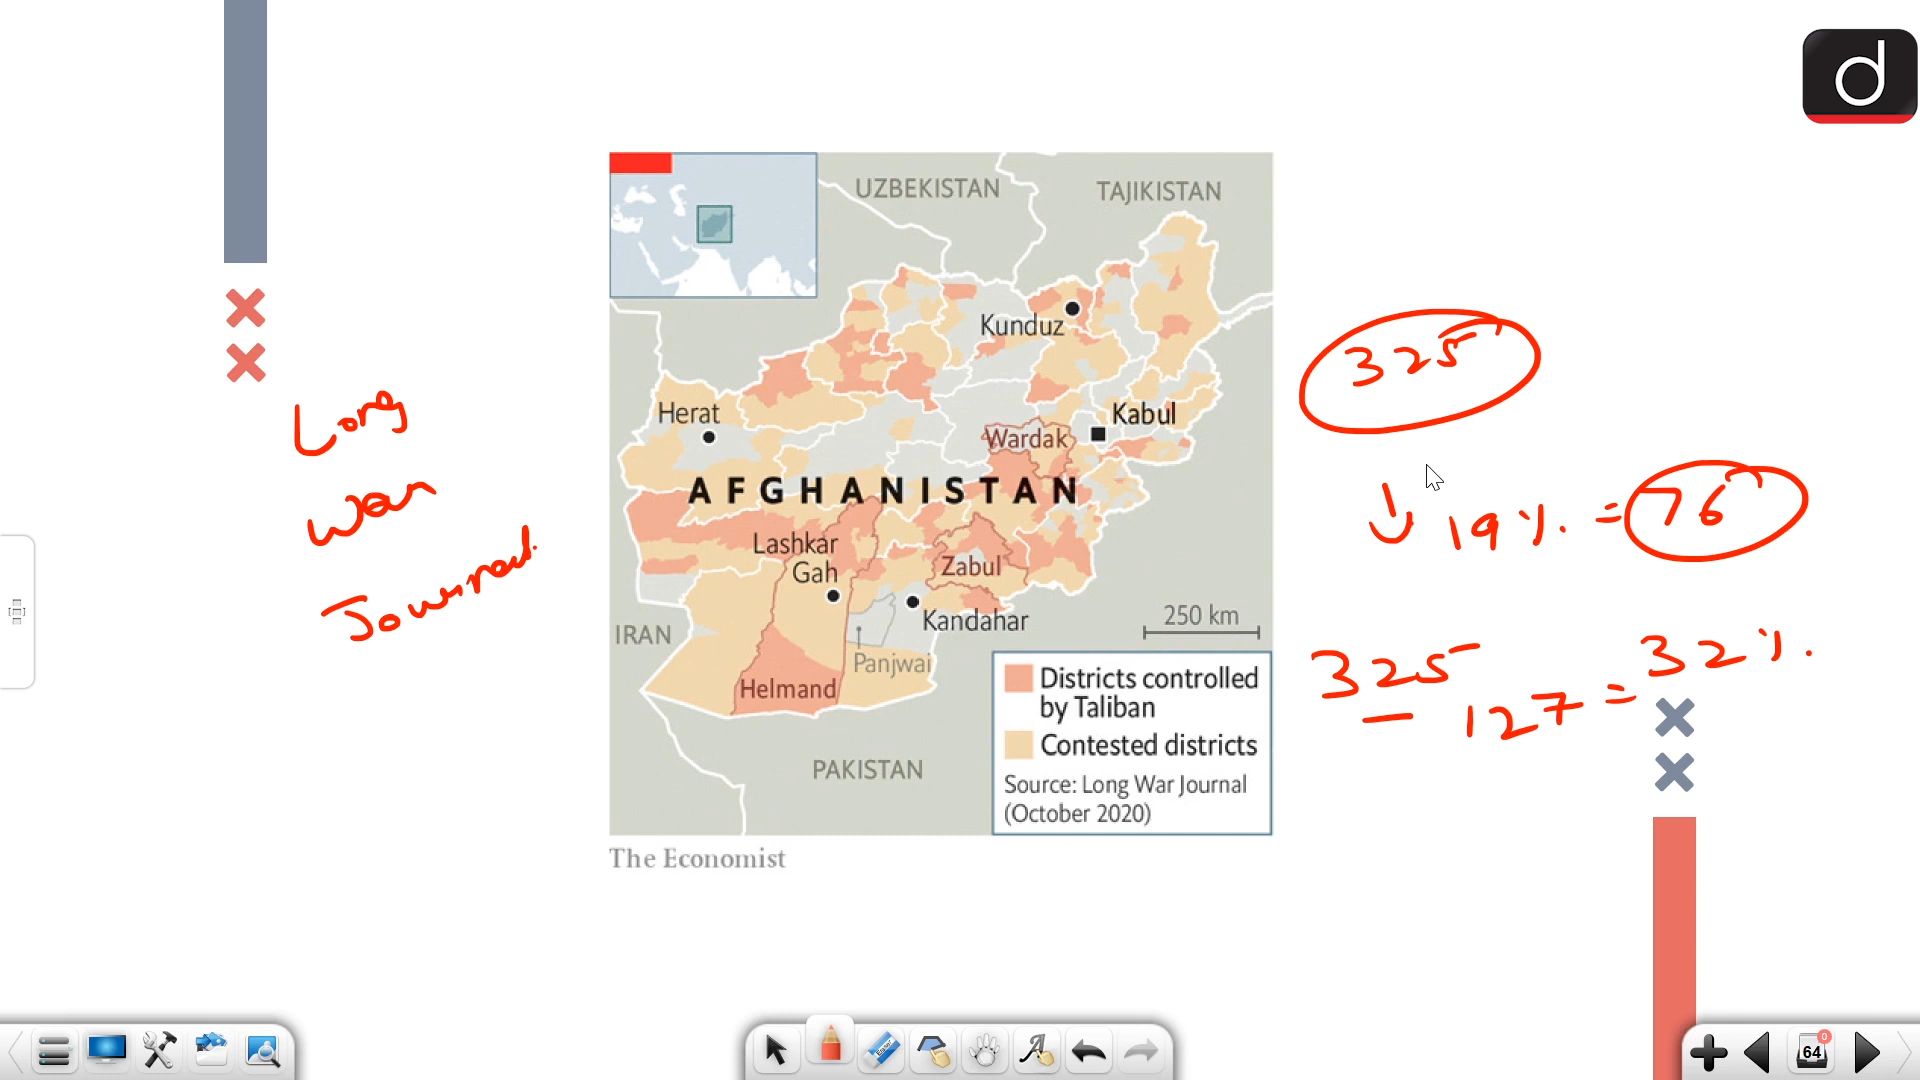 d
UZBEKISTAN
TAJIKISTAN
Kunduz
325
Herat
Kabul
Long
Wardak
AFGHANISTAN
War
↓ 19% = 76
Lashkar
Gah
Zabul
Journal.
Kandahar
250 km
IRAN
Panjwai
325
127 = 32%.
Helmand
Districts controlled
by Taliban
Contested districts
PAKISTAN
Source: Long War Journal
(October 2020)
The Economist
Eraser
64
0